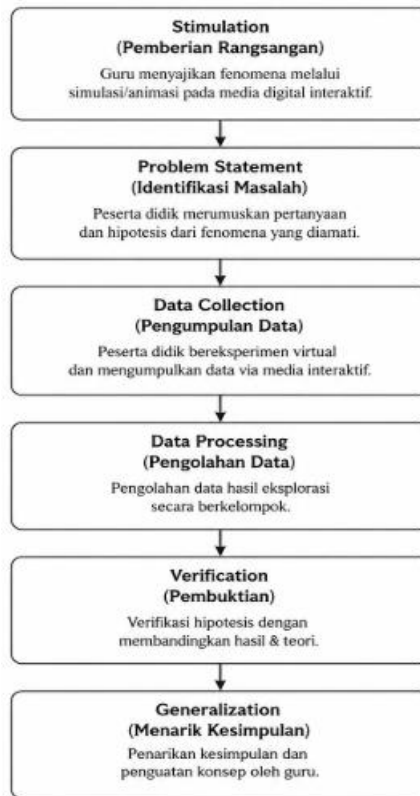 Stimulation
(Pemberian Rangsangan)
Guru menyajikan fenomena melalui
simulasi/animasi pada media digital interaktif.
Problem Statement
(Identifikasi Masalah)
Peserta didik merumuskan pertanyaan
dan hipotesis dari fenomena yang diamati.
Data Collection
(Pengumpulan Data)
Peserta didik bereksperimen virtual
dan mengumpulkan data via media interaktif.
Data Processing
(Pengolahan Data)
Pengolahan data hasil eksplorasi
secara berkelompok.
Verification
(Pembuktian)
Verifikasi hipotesis dengan
membandingkan hasil & teori.
Generalization
(Menarik Kesimpulan)
Penarikan kesimpulan dan
penguatan konsep oleh guru.